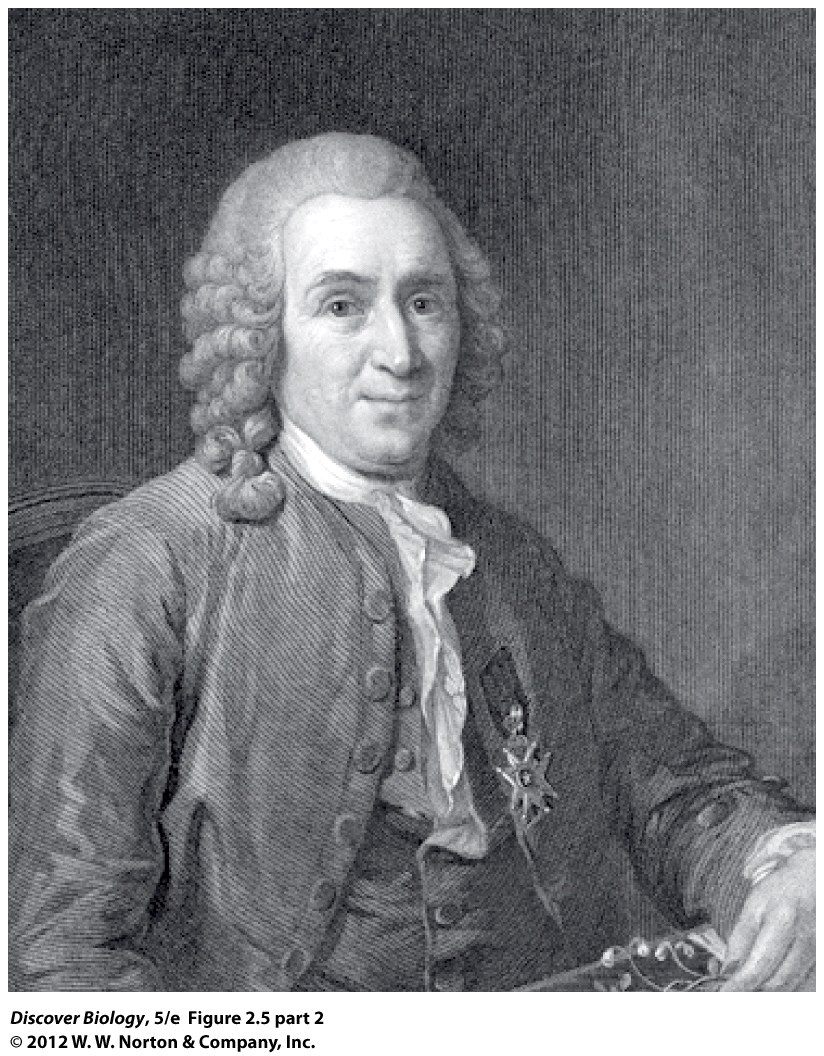 Discover Biology, 5/e Figure 2.5 part 2
© 2012 W. W. Norton & Company, Inc.